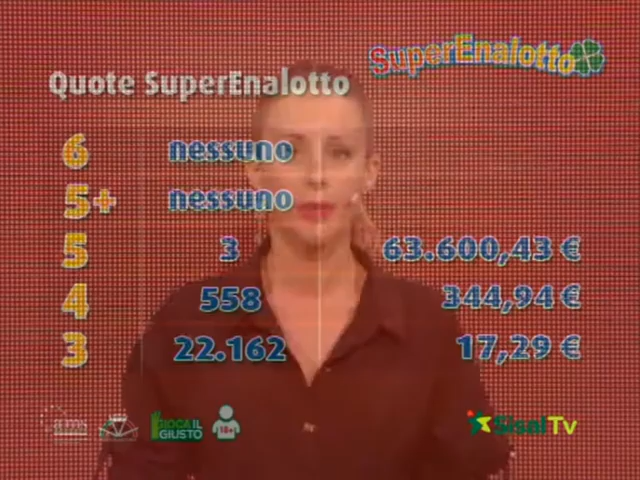 SuperEnalotto
Quote SuperEnalotto
6 nessuno
5+ nessuno
5 3 63.600,43 €
4 558 344,94 €
3 22.162 17,29 €
GIOCA IL
GIUSTO
18+
SisalTv